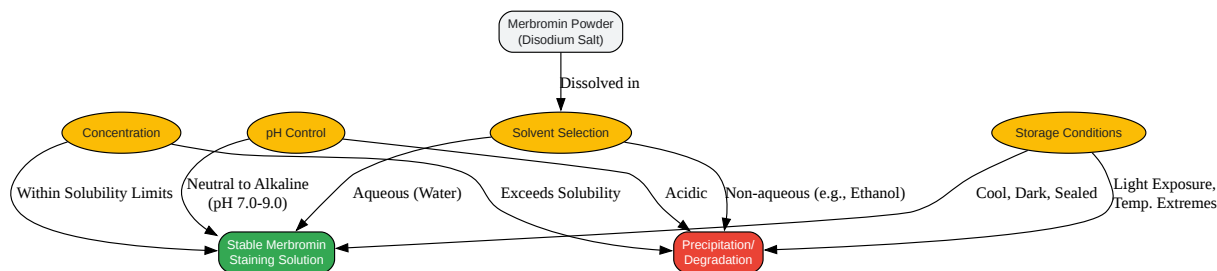 Merbromin Powder
(Disodium Salt)
Dissolved in
Concentration
pH Control
Solvent Selection
Storage Conditions
Within Solubility Limits
Neutral to Alkaline
(pH 7.0-9.0)
Aqueous (Water)
Exceeds Solubility
Acidic
Non-aqueous (e.g., Ethanol)
Cool, Dark, Sealed
Light Exposure,
Temp. Extremes
Stable Merbromin
Staining Solution
Precipitation/
Degradation